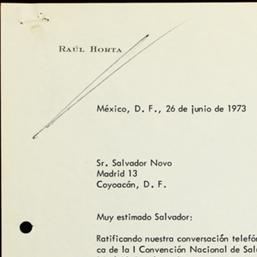 RAÚL HORTA
México, D. F., 26 de junio de 1973
Sr. Salvador Novo
Madrid 13
Coyoacán, D. F.
Muy estimado Salvador:
Ratificando nuestra conversación telefó
ca de la I Convención Nacional de Salu